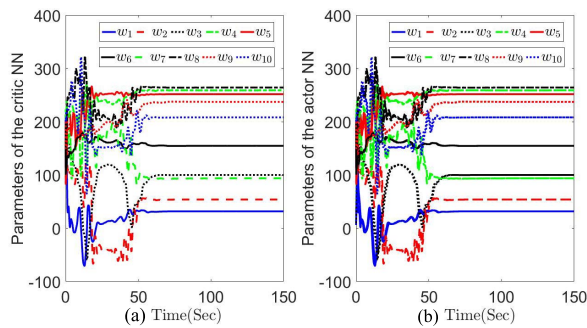 w1 w2 w3 w4 w5
w6 w7 w8 w9 w10
400
300
200
100
0
-100
Parameters of the critic NN
0 50 100 150
(a) Time(Sec)
w1 w2 w3 w4 w5
w6 w7 w8 w9 w10
400
300
200
100
0
-100
Parameters of the actor NN
0 50 100 150
(b) Time(Sec)